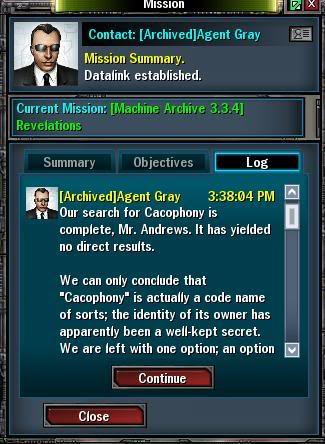 Mission
Contact: [Archived]Agent Gray
Mission Summary.
Datalink established.
Current Mission: [Machine Archive 3.3.4]
Revelations
Summary
Objectives
Log
[Archived]Agent Gray 3:38:04 PM
Our search for Cacophony is
complete, Mr. Andrews. It has yielded
no direct results.
We can only conclude that
"Cacophony" is actually a code name
of sorts; the identity of its owner has
apparently been a well-kept secret.
We are left with one option; an option
Continue
Close